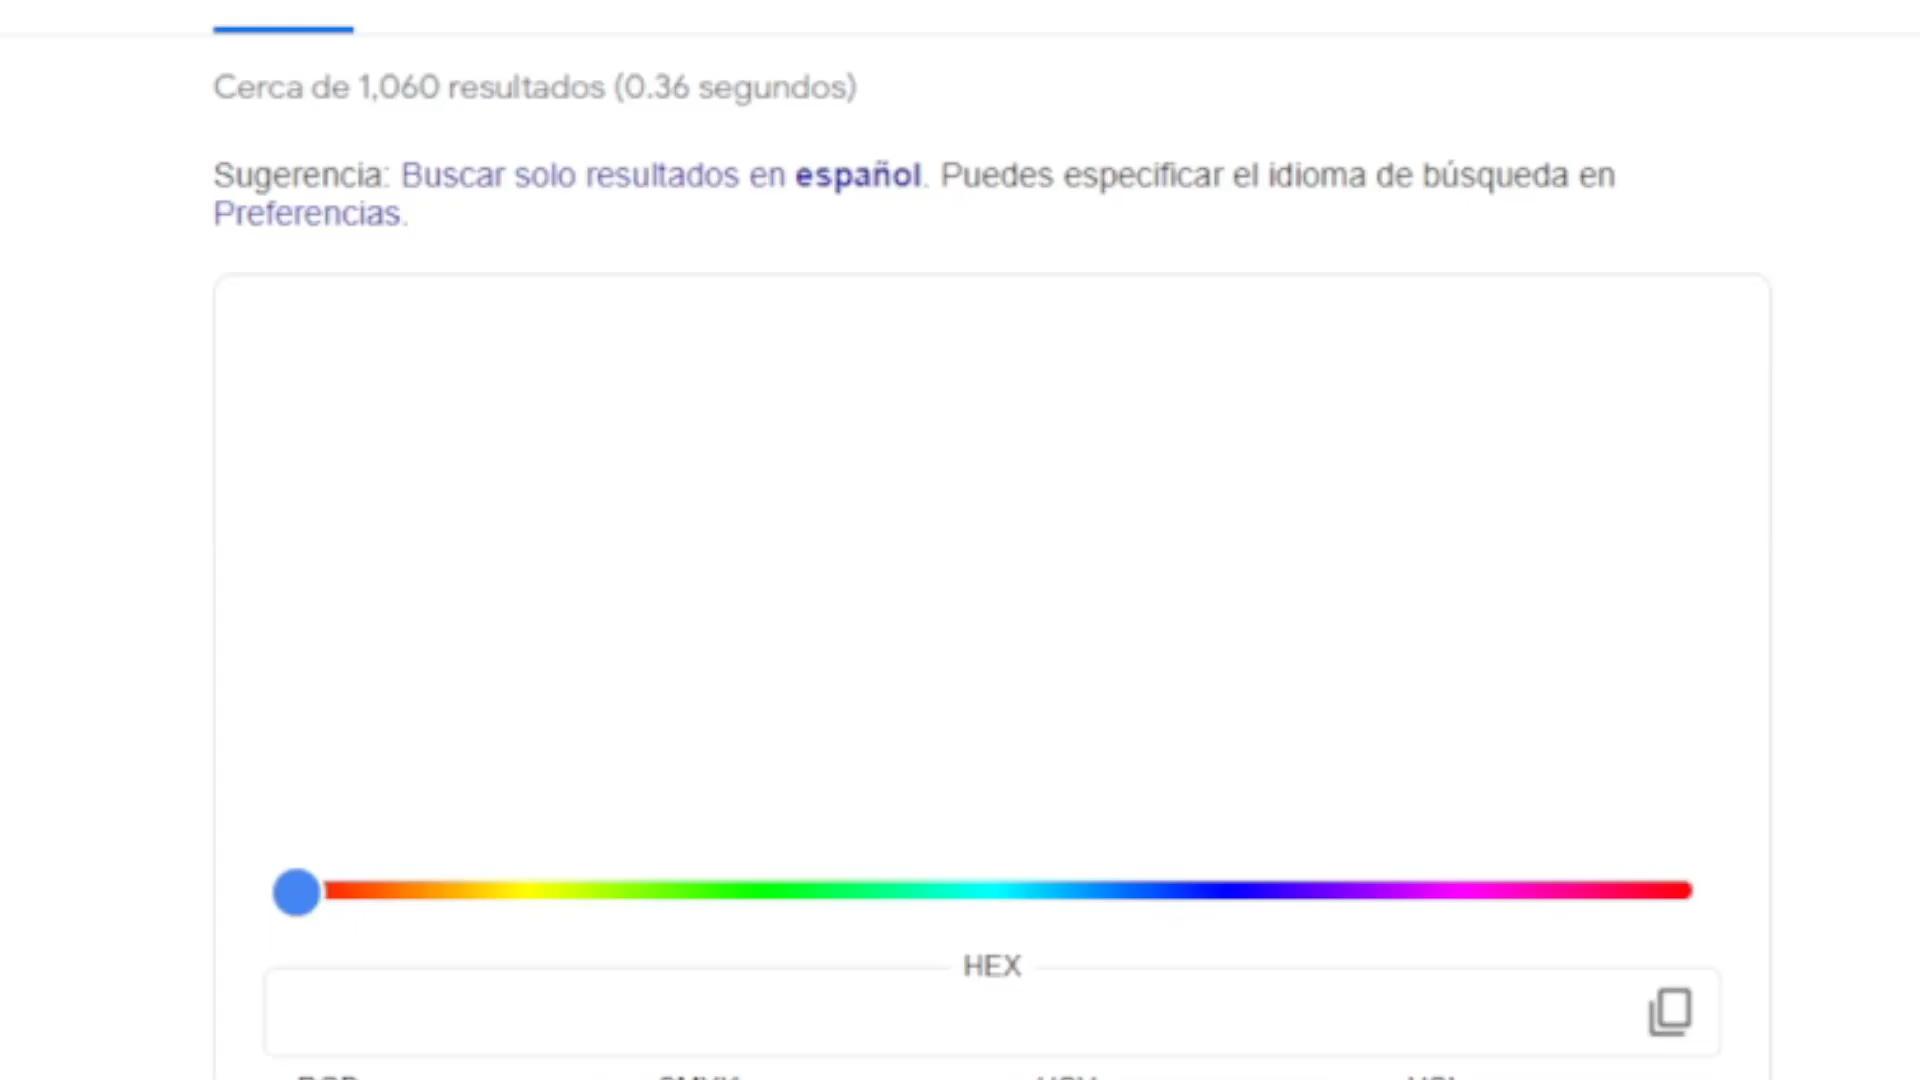 Cerca de 1,060 resultados (0.36 segundos)
Sugerencia: Buscar solo resultados en español. Puedes especificar el idioma de búsqueda en
Preferencias.
HEX